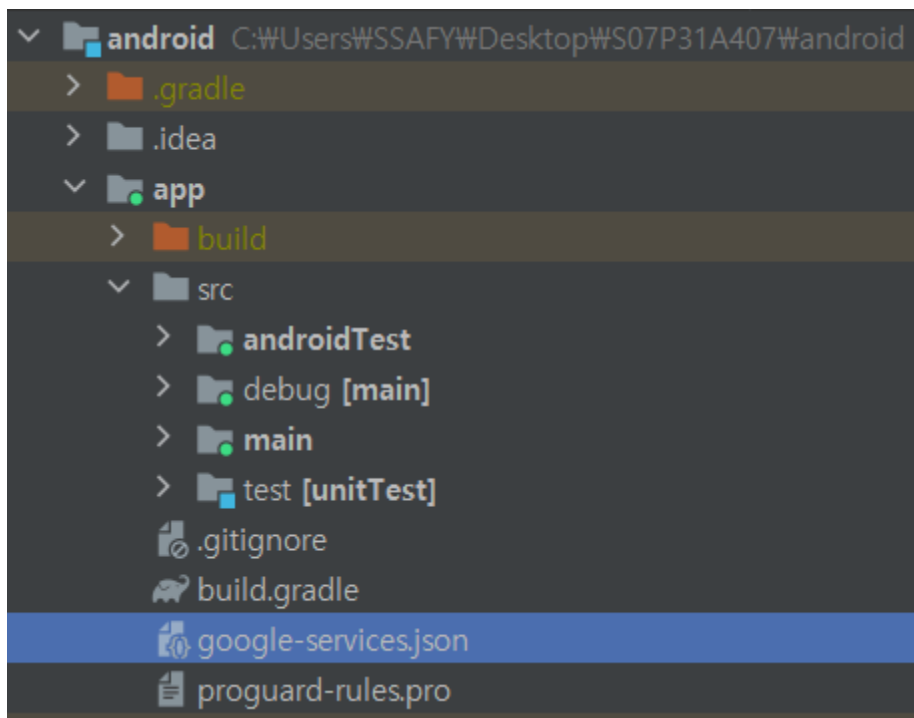 android C:₩Users₩SSAFY₩Desktop₩S07P31A407₩android
.gradle
.idea
app
build
src
androidTest
debug [main]
main
test [unitTest]
.gitignore
build.gradle
google-services.json
proguard-rules.pro